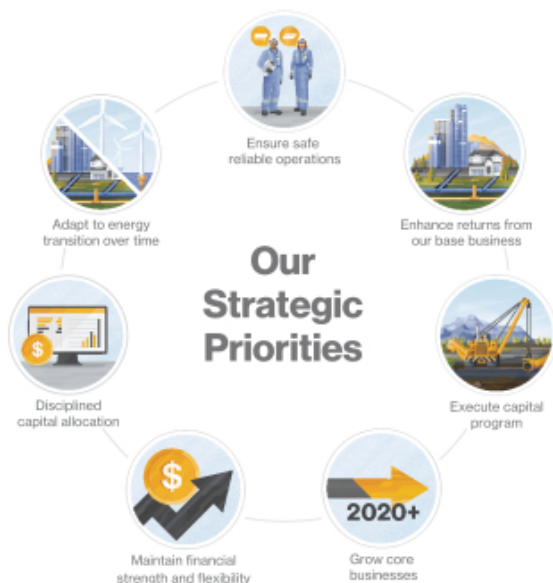 Ensure safe
reliable operations
Enhance returns from
our base business
Execute capital
program
2020+
Grow core
businesses
Maintain financial
strength and flexibility
$
Disciplined
capital allocation
$
Adapt to energy
transition over time
Our
Strategic
Priorities